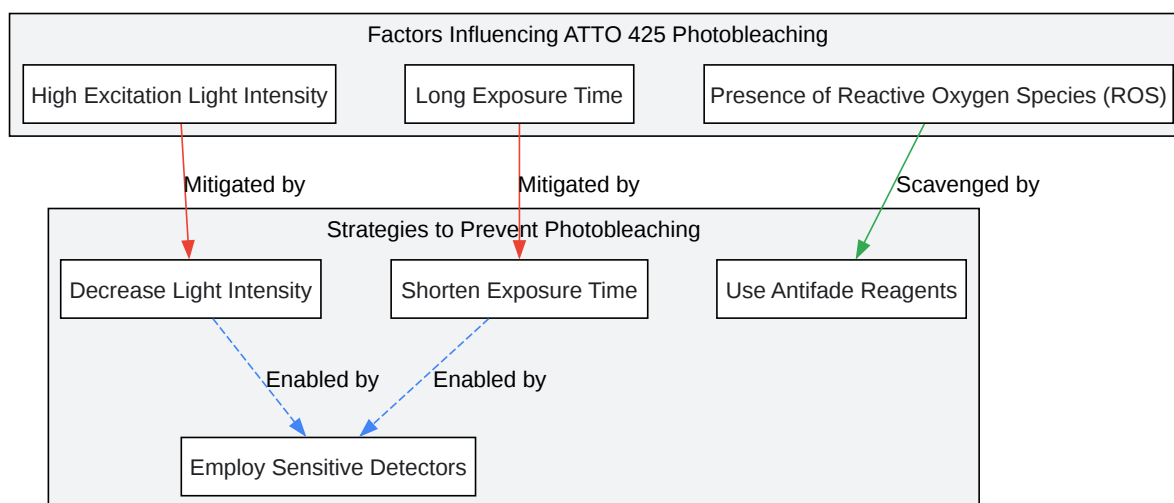 Factors Influencing ATTO 425 Photobleaching
High Excitation Light Intensity
Long Exposure Time
Presence of Reactive Oxygen Species (ROS)
Mitigated by
Mitigated by
Scavenged by
Strategies to Prevent Photobleaching
Decrease Light Intensity
Shorten Exposure Time
Use Antifade Reagents
Enabled by
Enabled by
Employ Sensitive Detectors